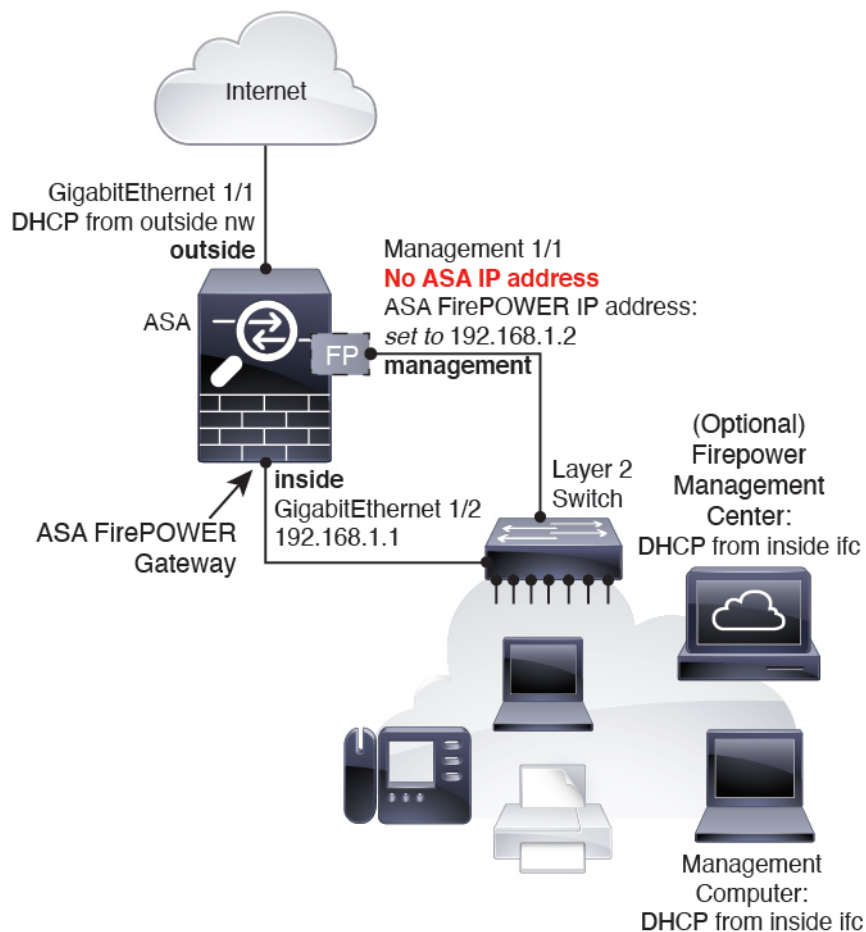 Internet
GigabitEthernet 1/1
DHCP from outside nw
outside
Management 1/1
No ASA IP address
ASA FirePOWER IP address:
set to 192.168.1.2
management
ASA
FP
(Optional)
Firepower
Management
Center:
DHCP from inside ifc
Layer 2
Switch
inside
GigabitEthernet 1/2
192.168.1.1
ASA FirePOWER
Gateway
Management
Computer:
DHCP from inside ifc